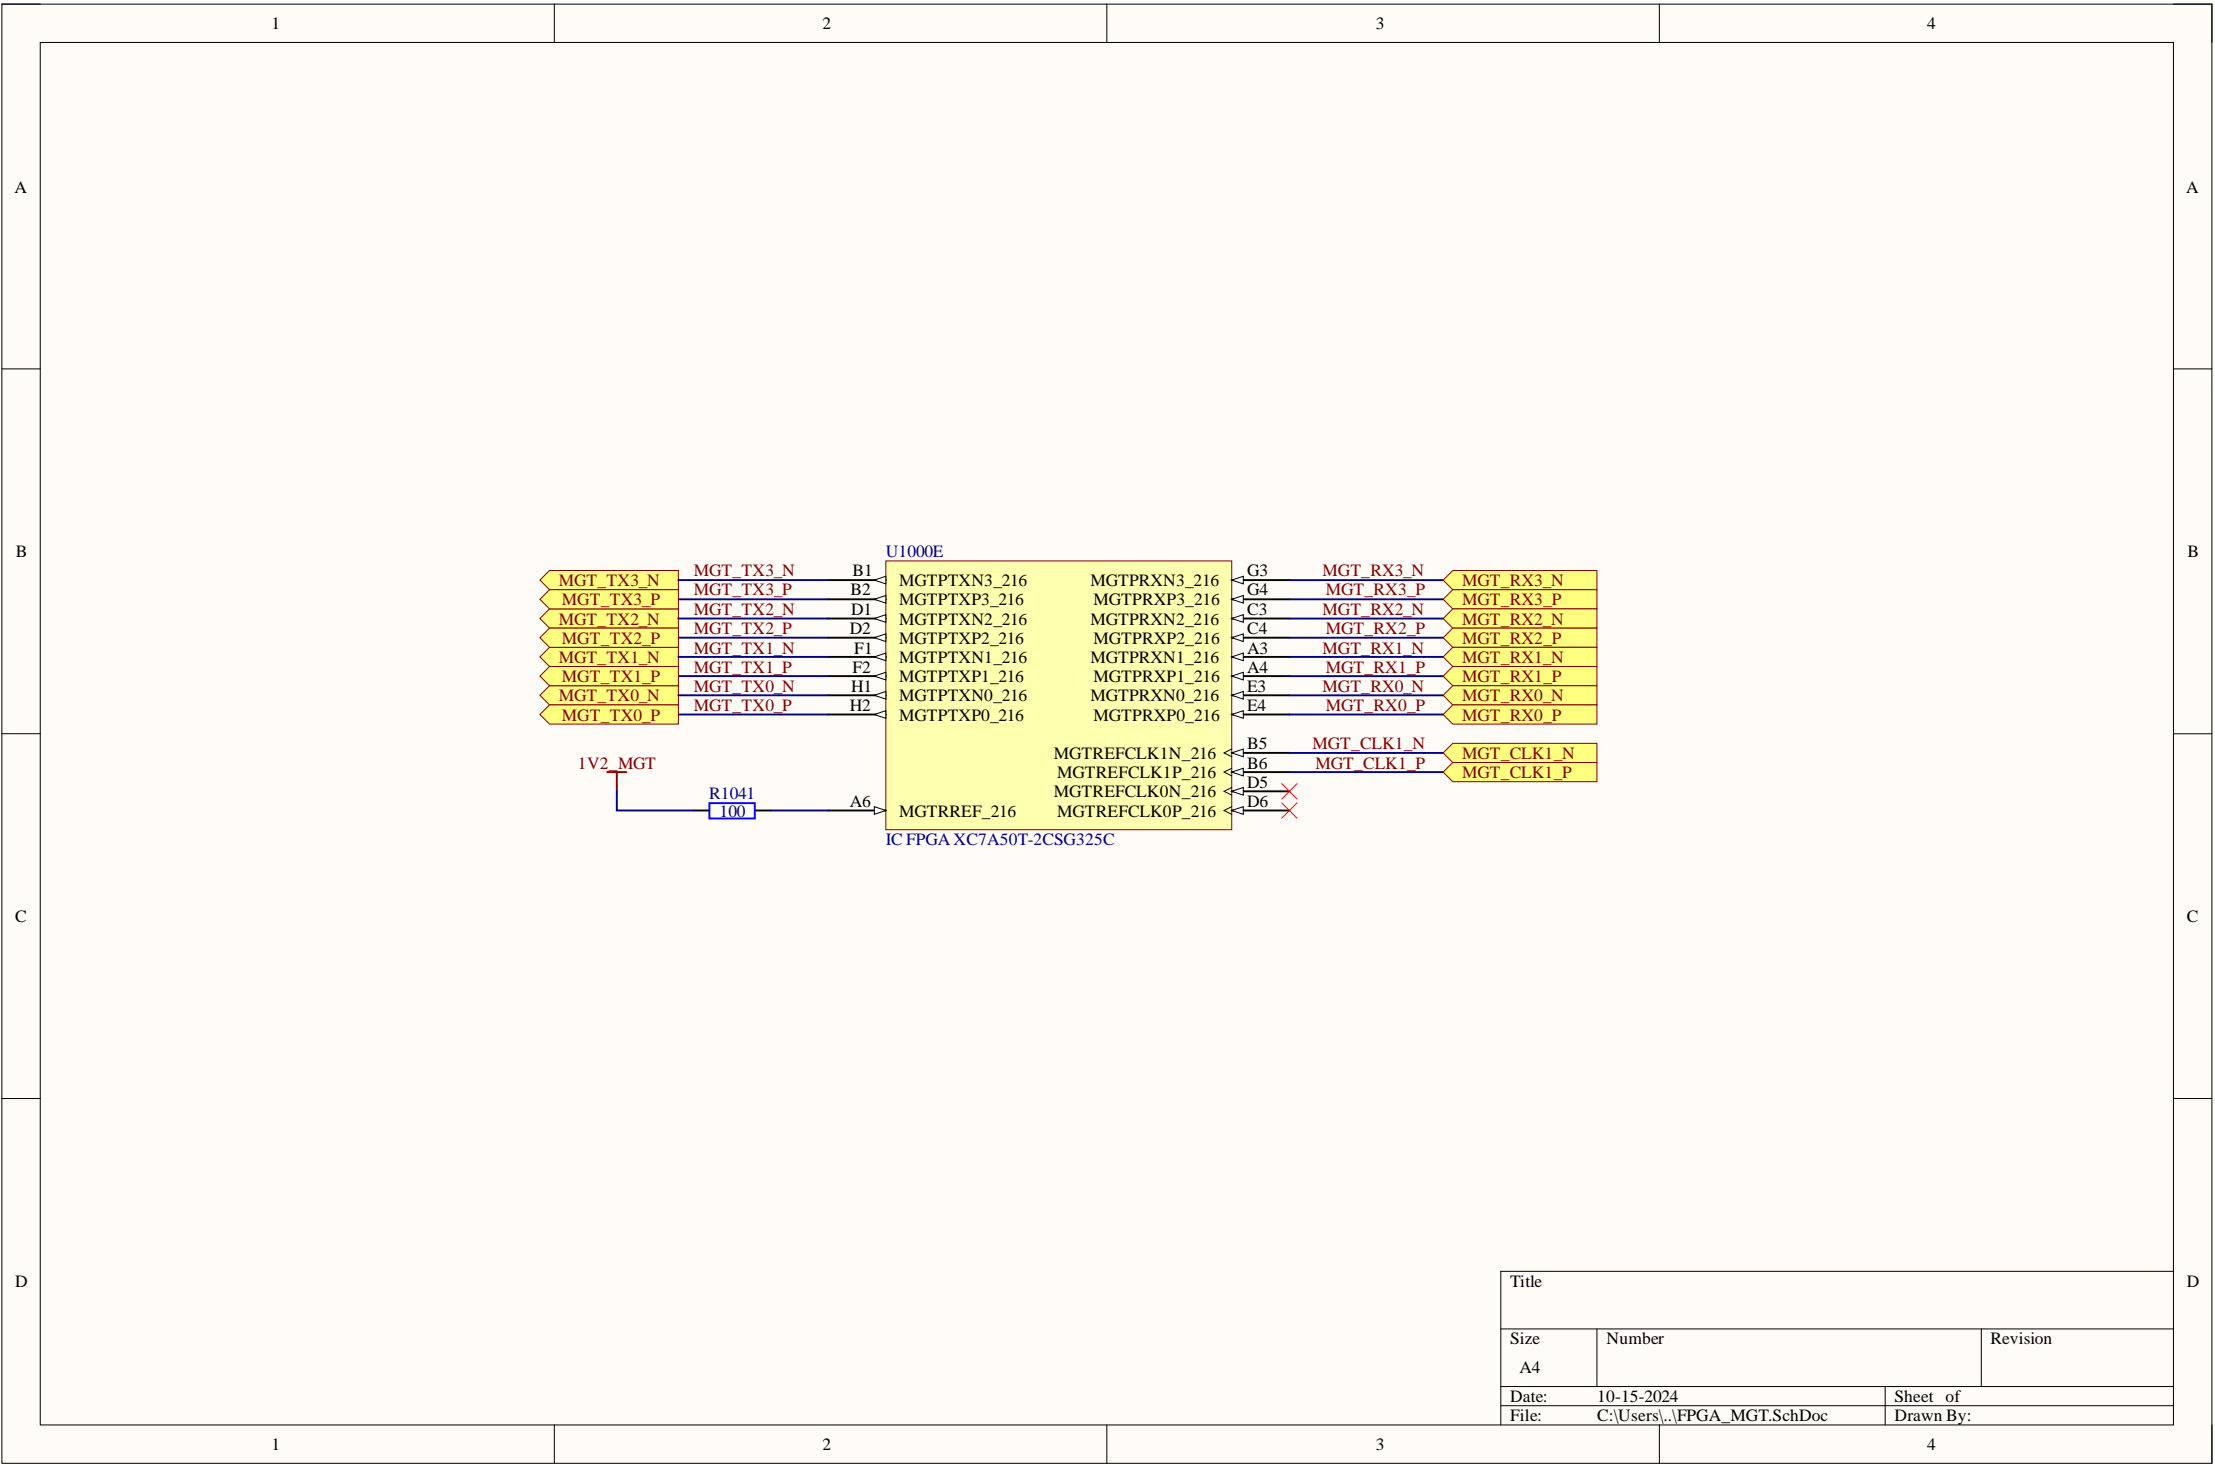 1 2 3 4
A A
B B
U1000E
MGT_TX3_N MGT_TX3_N B1 MGTPTXN3_216 MGTPRXN3_216 G3 MGT_RX3_N MGT_RX3_N
MGT_TX3_P MGT_TX3_P B2 MGTPTXP3_216 MGTPRXP3_216 G4 MGT_RX3_P MGT_RX3_P
MGT_TX2_N MGT_TX2_N D1 MGTPTXN2_216 MGTPRXN2_216 C3 MGT_RX2_N MGT_RX2_N
MGT_TX2_P MGT_TX2_P D2 MGTPTXP2_216 MGTPRXP2_216 C4 MGT_RX2_P MGT_RX2_P
MGT_TX1_N MGT_TX1_N F1 MGTPTXN1_216 MGTPRXN1_216 A3 MGT_RX1_N MGT_RX1_N
MGT_TX1_P MGT_TX1_P F2 MGTPTXP1_216 MGTPRXP1_216 A4 MGT_RX1_P MGT_RX1_P
MGT_TX0_N MGT_TX0_N H1 MGTPTXN0_216 MGTPRXN0_216 E3 MGT_RX0_N MGT_RX0_N
MGT_TX0_P MGT_TX0_P H2 MGTPTXP0_216 MGTPRXP0_216 E4 MGT_RX0_P MGT_RX0_P
MGTREFCLK1N_216 B5 MGT_CLK1_N MGT_CLK1_N
1V2_MGT MGTREFCLK1P_216 B6 MGT_CLK1_P MGT_CLK1_P
R1041 MGTREFCLK0N_216 D5
100 A6 MGTRREF_216 MGTREFCLK0P_216 D6
IC FPGA XC7A50T-2CSG325C
C C
D D
Title
Size Number Revision
A4
Date: 10-15-2024 Sheet of
File: C:\Users\..\FPGA_MGT.SchDoc Drawn By:
1 2 3 4